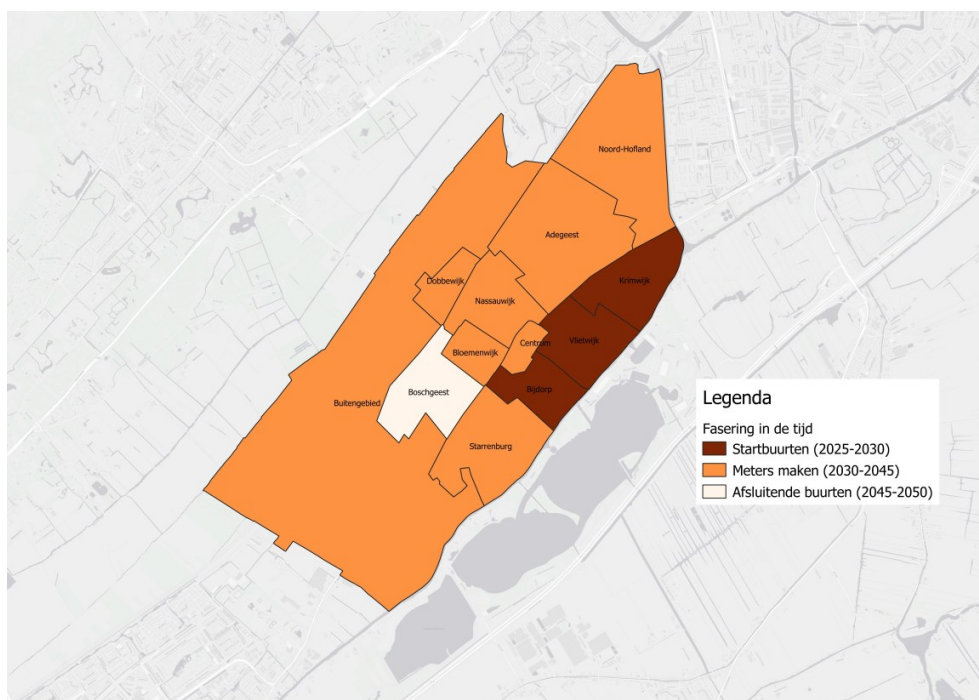 Noord-Hofland
Adegeest
Krimwijk
Dobbewijk
Nassauwijk
Centrum
Vlietwijk
Bloemenwijk
Boschgeest
Bijdorp
Buitengebied
Starrenburg
Legenda
Fasering in de tijd
Startbuurten (2025-2030)
Meters maken (2030-2045)
Afsluitende buurten (2045-2050)